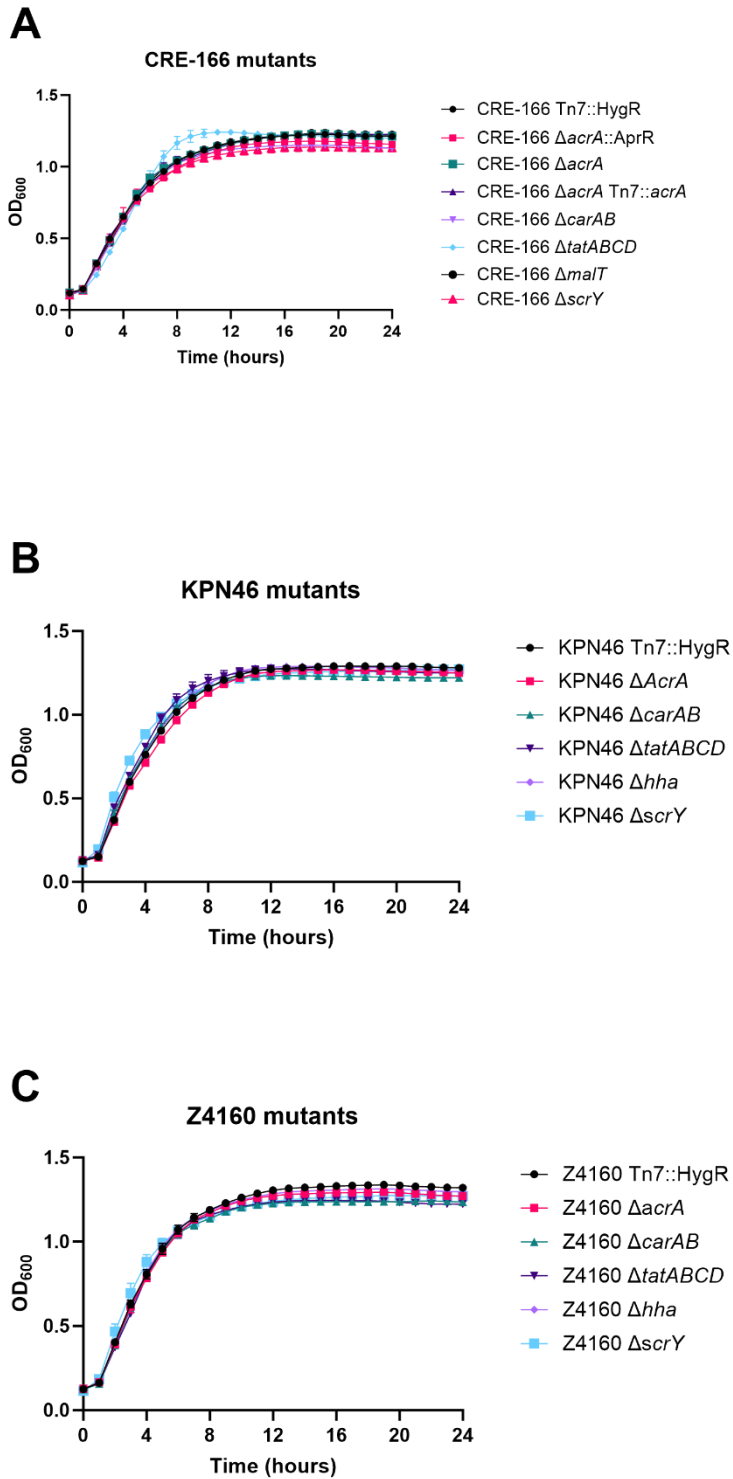 A
CRE-166 mutants
1.5
1.0
0.5
0.0
OD600
0 4 8 12 16 20 24
Time (hours)
CRE-166 Tn7::HygR
CRE-166 ΔacrA::AprR
CRE-166 ΔacrA
CRE-166 ΔacrA Tn7::acrA
CRE-166 ΔcarAB
CRE-166 ΔtatABCD
CRE-166 ΔmalT
CRE-166 ΔscrY
B
KPN46 mutants
1.5
1.0
0.5
0.0
OD600
0 4 8 12 16 20 24
Time (hours)
KPN46 Tn7::HygR
KPN46 ΔAcrA
KPN46 ΔcarAB
KPN46 ΔtatABCD
KPN46 Δhha
KPN46 ΔscrY
C
Z4160 mutants
1.5
1.0
0.5
0.0
OD600
0 4 8 12 16 20 24
Time (hours)
Z4160 Tn7::HygR
Z4160 ΔacrA
Z4160 ΔcarAB
Z4160 ΔtatABCD
Z4160 Δhha
Z4160 ΔscrY